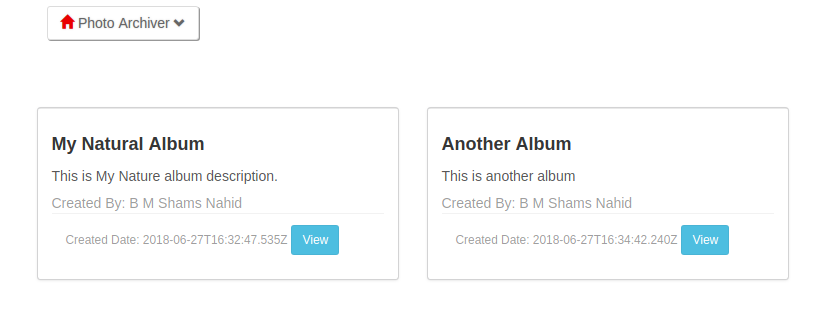 Photo Archiver
My Natural Album
This is My Nature album description.
Created By: B M Shams Nahid
Created Date: 2018-06-27T16:32:47.535Z View
Another Album
This is another album
Created By: B M Shams Nahid
Created Date: 2018-06-27T16:34:42.240Z View